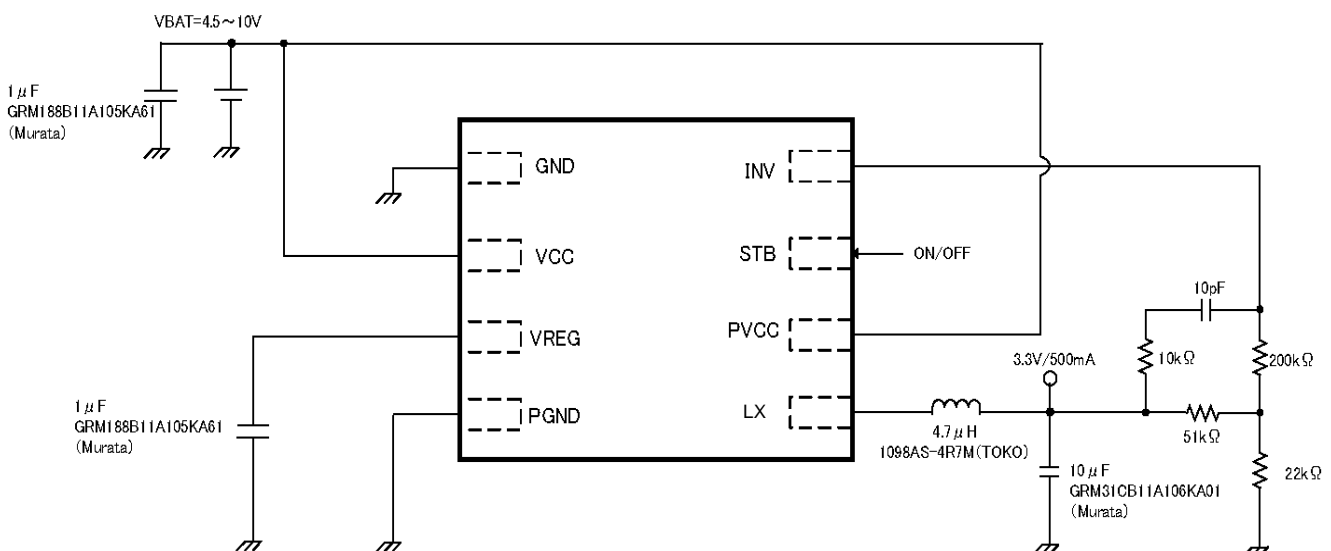 VBAT=4.5～10V
1μF
GRM188B11A105KA61
(Murata)
GND
INV
VCC
STB
ON/OFF
VREG
PVCC
PGND
LX
10pF
10kΩ
200kΩ
3.3V/500mA
51kΩ
22kΩ
4.7μH
1098AS-4R7M(TOKO)
10μF
GRM31CB11A106KA01
(Murata)
1μF
GRM188B11A105KA61
(Murata)